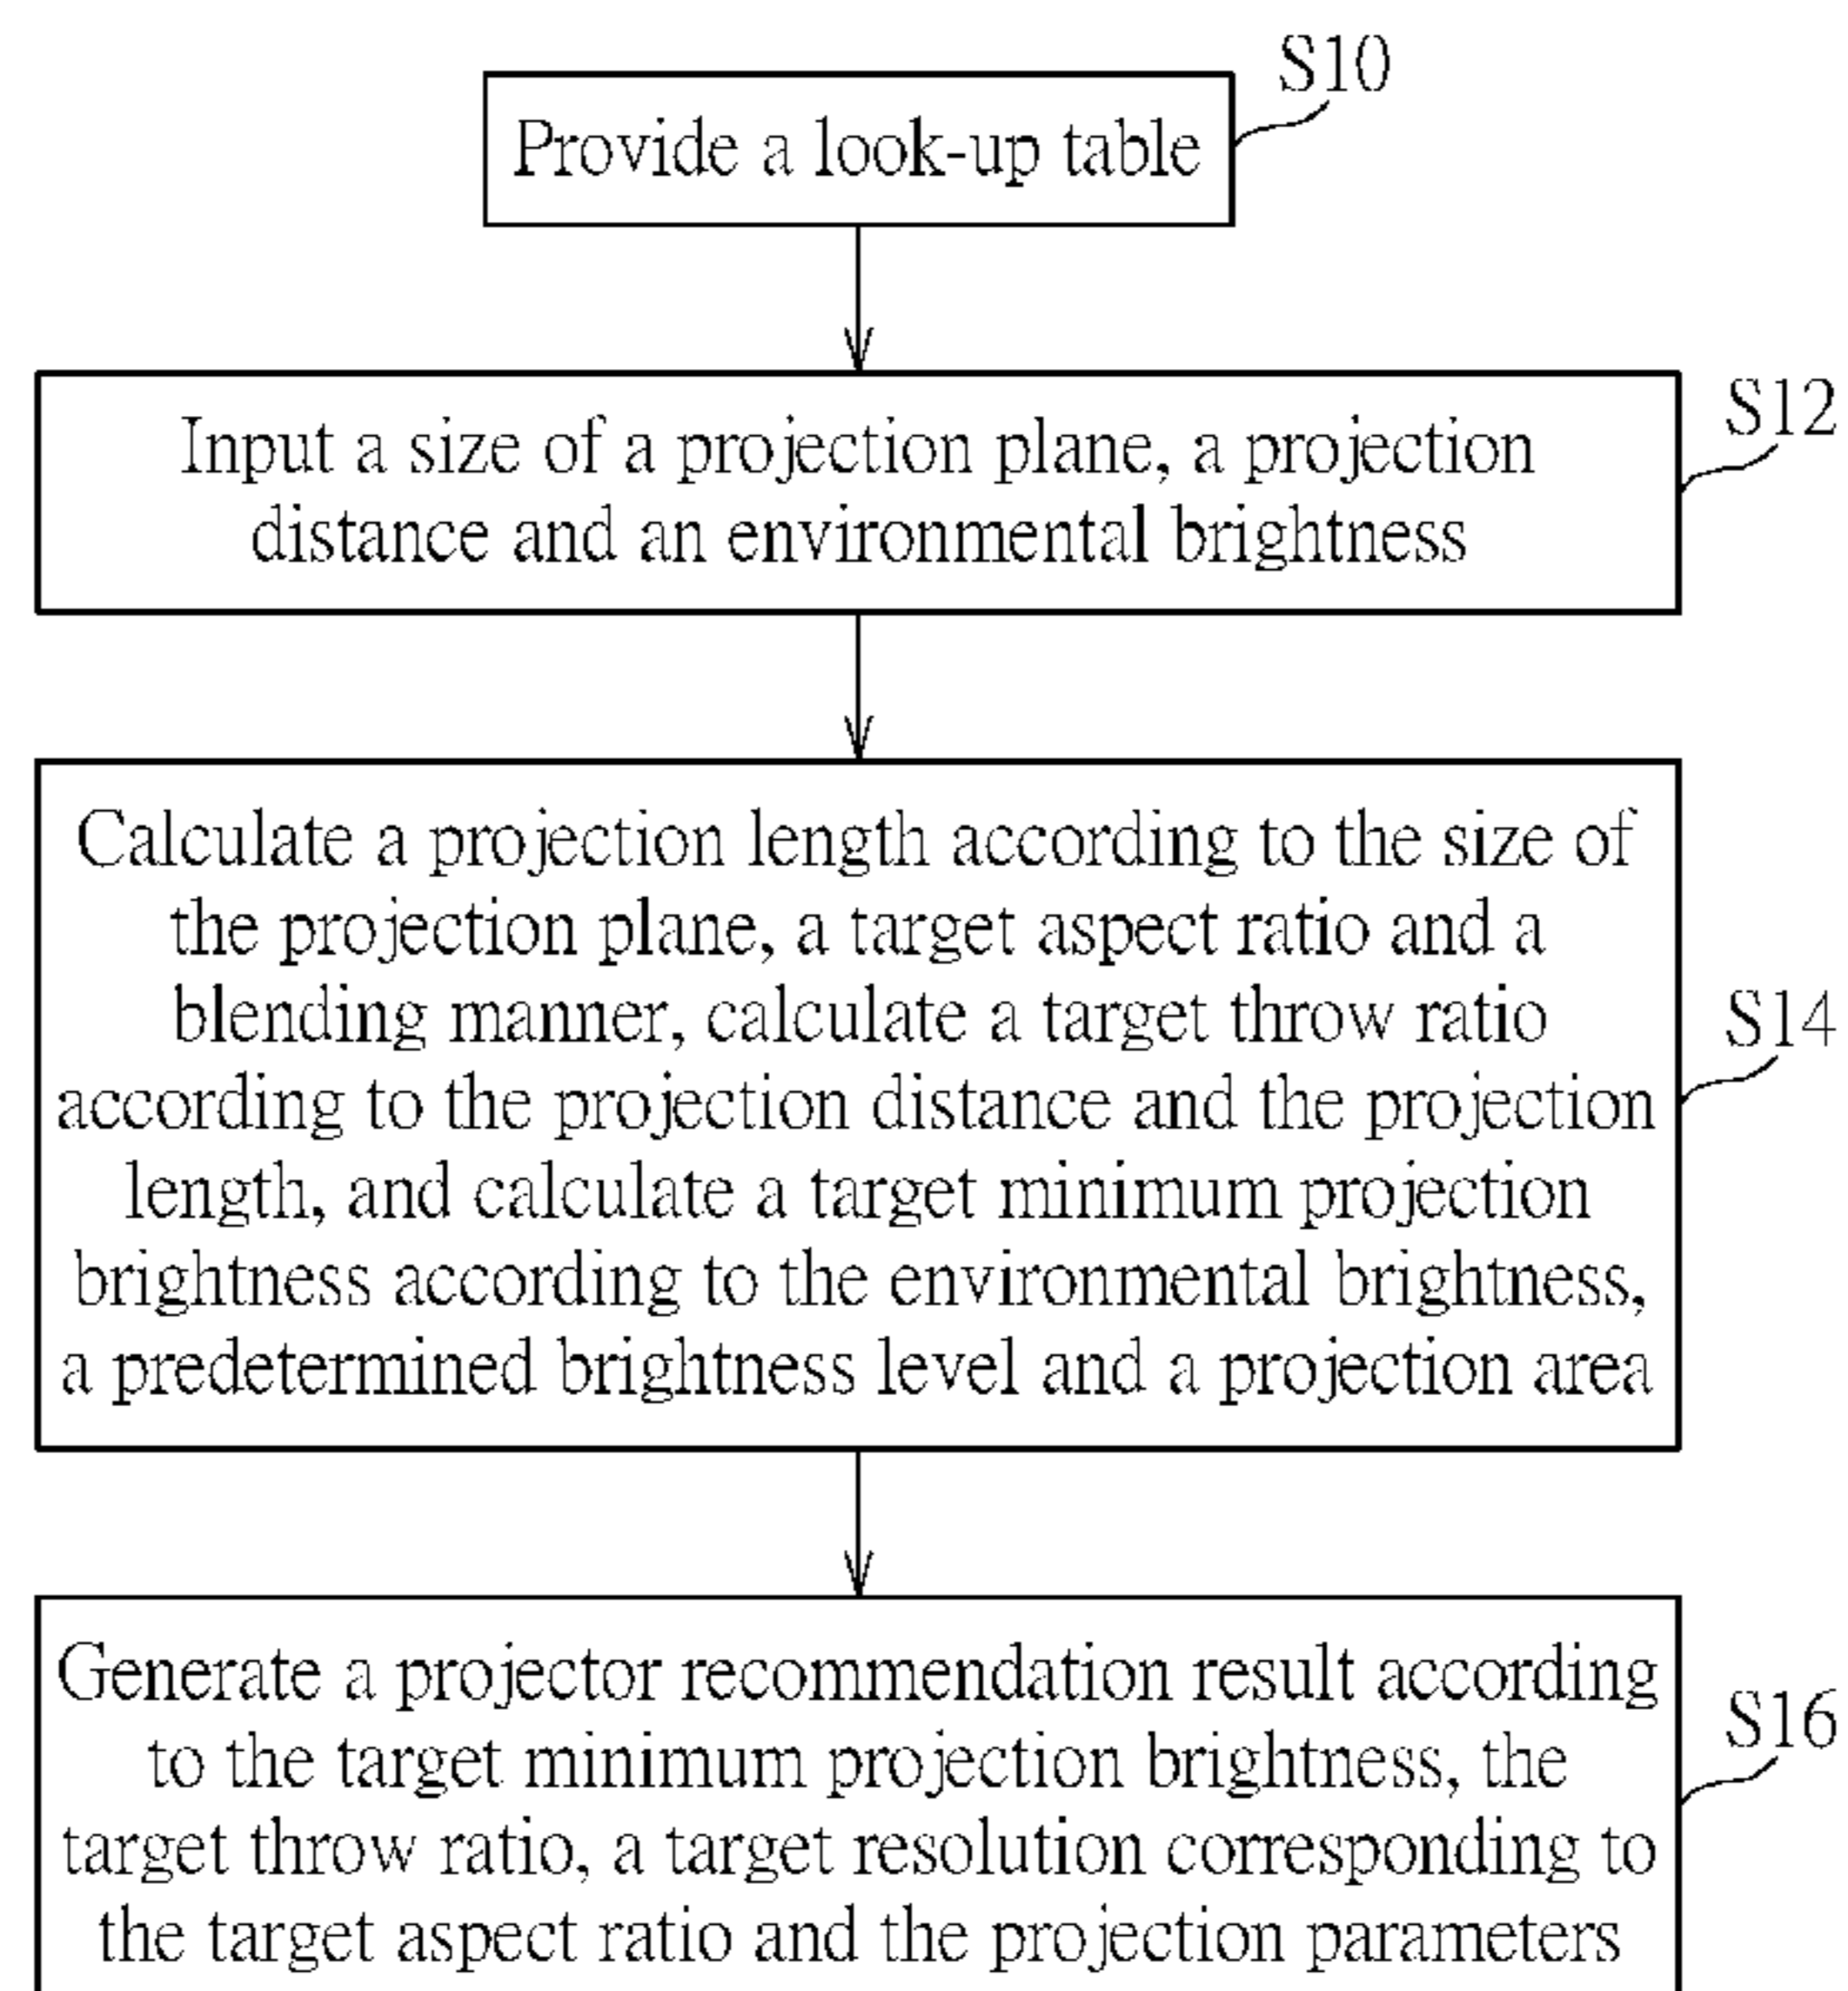 S10
Provide a look-up table
S12
Input a size of a projection plane, a projection
distance and an environmental brightness
Calculate a projection length according to the size of
the projection plane, a target aspect ratio and a
blending manner, calculate a target throw ratio
S14
according to the projection distance and the projection
length, and calculate a target minimum projection
brightness according to the environmental brightness,
a predetermined brightness level and a projection area
Generate a projector recommendation result according
S16
to the target minimum projection brightness, the
target throw ratio, a target resolution corresponding to
the target aspect ratio and the projection parameters